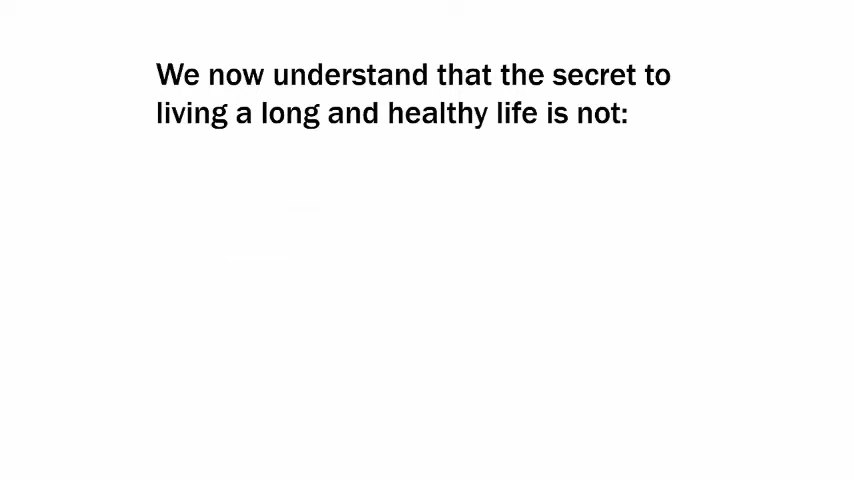 We now understand that the secret to
living a long and healthy life is not: